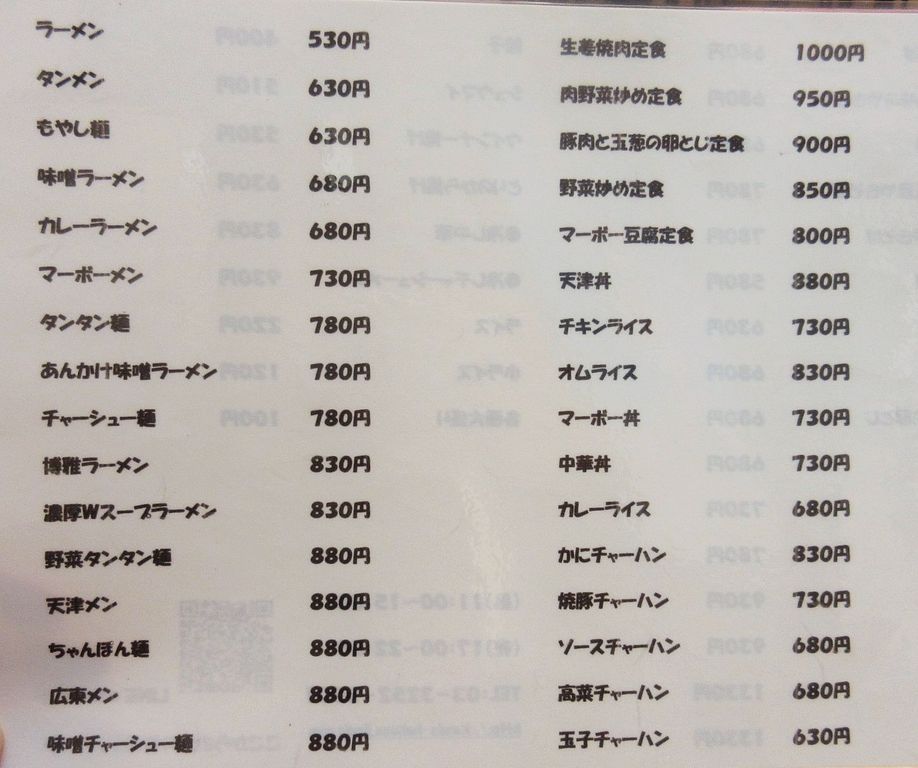 ラーメン 530円
タンメン 630円
もやし麺 630円
味噌ラーメン 680円
カレーラーメン 680円
マーボーメン 730円
タンタン麺 780円
あんかけ味噌ラーメン 780円
チャーシュー麺 780円
博雅ラーメン 830円
濃厚Wスープラーメン 830円
野菜タンタン麺 880円
天津メン 880円
ちゃんぽん麺 880円
広東メン 880円
味噌チャーシュー麺 880円
生姜焼肉定食 1000円
肉野菜炒め定食 950円
豚肉と玉葱の卵とじ定食 900円
野菜炒め定食 850円
マーボー豆腐定食 800円
天津丼 880円
チキンライス 730円
オムライス 830円
マーボー丼 730円
中華丼 730円
カレーライス 680円
かにチャーハン 830円
焼豚チャーハン 730円
ソースチャーハン 680円
高菜チャーハン 680円
玉子チャーハン 630円